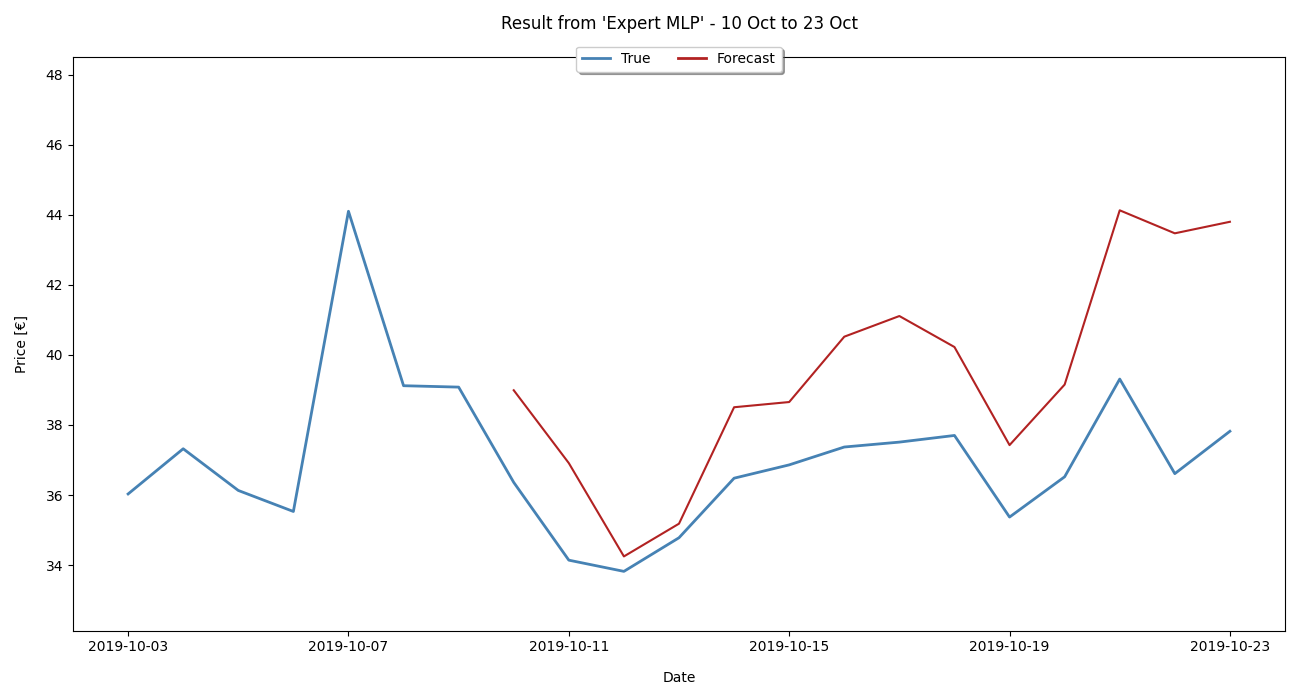 Result from 'Expert MLP' - 10 Oct to 23 Oct
True Forecast
48
46
44
42
40
38
36
34
Price [€]
2019-10-03 2019-10-07 2019-10-11 2019-10-15 2019-10-19 2019-10-23
Date